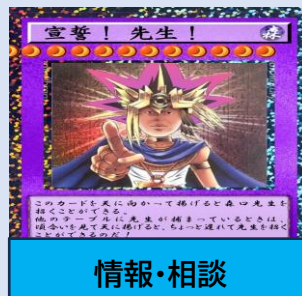 宣誓!先生!
このカードを天に向かって掲げると森口先生を
招くことができる。
他のテーブルに先生が捕まっているときは、
頃合いを見て天に掲げると、ちょっと遅れて先生を招く
ことができるのだ!
情報・相談